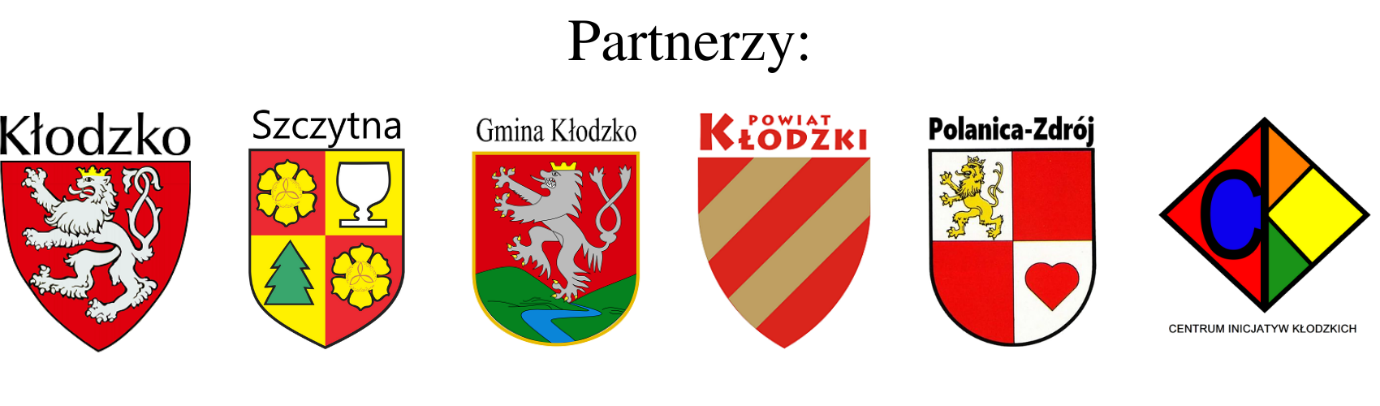 Partnerzy:
Kłodzko
Szczytna
Gmina Kłodzko
POWIAT
KŁODZKI
Polanica-Zdrój
C
CENTRUM INICJATYW KŁODZKICH